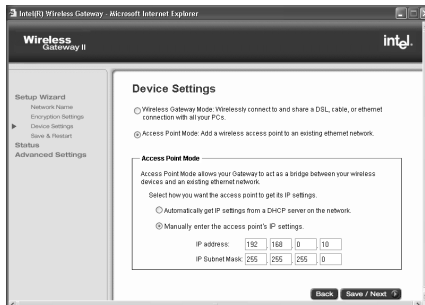 Intel(R) Wireless Gateway - Microsoft Internet Explorer
Wireless
Gateway II
intel.
Setup Wizard
Network Name
Encryption Settings
Device Settings
Save & Restart
Status
Advanced Settings
Device Settings
Wireless Gateway Mode: Wirelessly connect to and share a DSL, cable, or ethernet
connection with all your PCs.
Access Point Mode: Add a wireless access point to an existing ethernet network.
Access Point Mode
Access Point Mode allows your Gateway to act as a bridge between your wireless
devices and an existing ethernet network.
Select how you want the access point to get its IP settings.
Automatically get IP settings from a DHCP server on the network.
Manually enter the access point's IP settings.
IP address: 192 . 168 . 0 . 10
IP Subnet Mask: 255 . 255 . 255 . 0
Back Save / Next